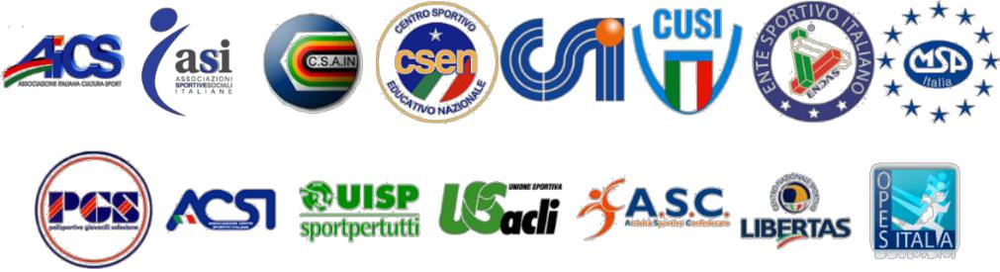 AiCS
ASSOCIAZIONE ITALIANA CULTURA SPORT
asi
ASSOCIAZIONI
SPORTIVESOCIALI
ITALIANE
C.S.A.IN
CENTRO SPORTIVO
csen
EDUCATIVO NAZIONALE
CSI
CUSI
ENTE SPORTIVO ITALIANO
ENDAS
MSP
Italia
PGS
polisportive giovanili salesiane
ACSI
ASSOCIAZIONE CENTRI
SPORTIVI ITALIANI
UISP
sportpertutti
UNIONE SPORTIVA
US acli
A.S.C.
Attività Sportive Confederate
CENTRO NAZIONALE SPORTIVO
LIBERTAS
OPES
ITALIA